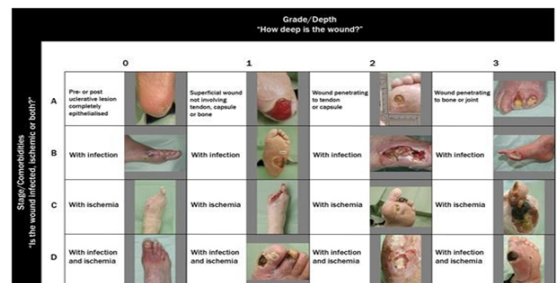 Grade/Depth
"How deep is the wound?"
Stage/Comorbidities
"Is the wound infected, ischemic or both?"
0
1
2
3
A
Pre- or post
ulcerative lesion
completely
epithelialised
Superficial wound
not involving
tendon, capsule
or bone
Wound penetrating
to tendon
or capsule
Wound penetrating
to bone or joint
B
With infection
With infection
With infection
With infection
C
With ischemia
With ischemia
With ischemia
With ischemia
D
With infection
and ischemia
With infection
and ischemia
With infection
and ischemia
With infection
and ischemia